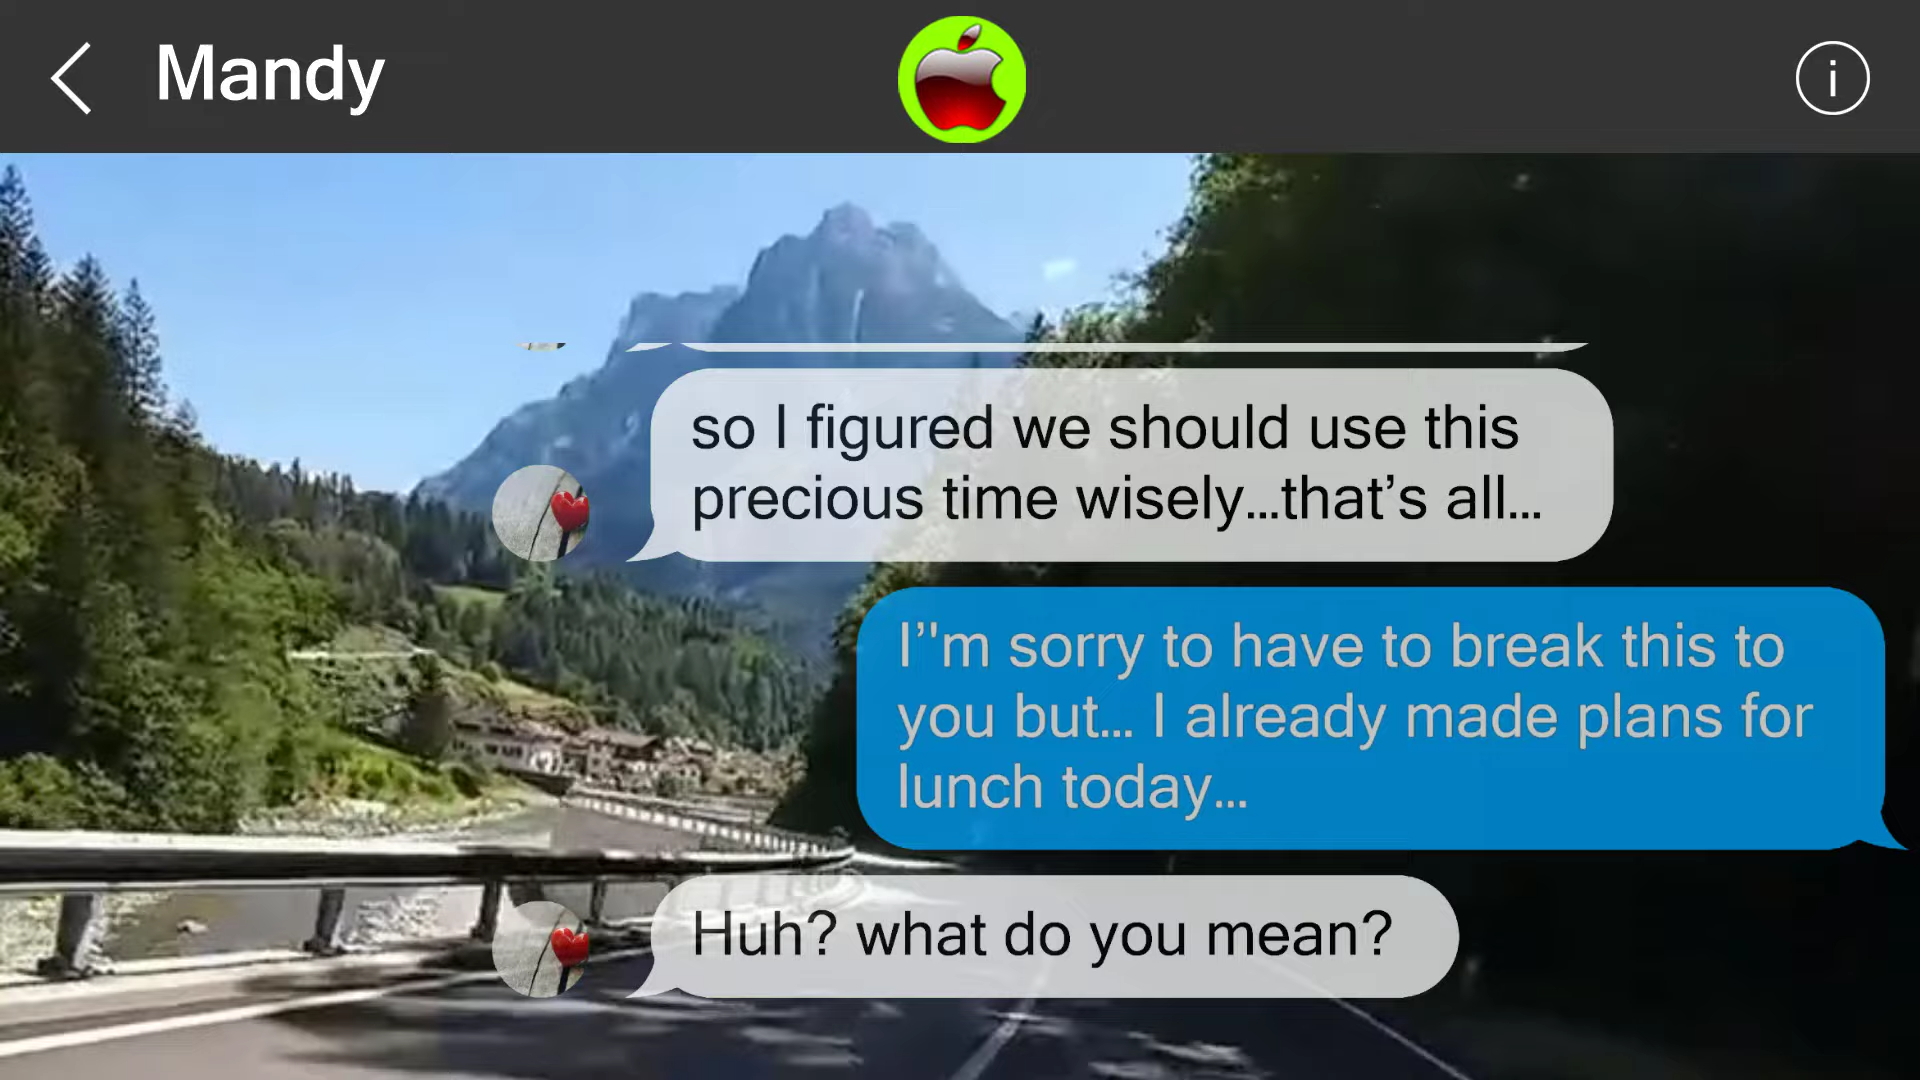 Mandy
i
so I figured we should use this
precious time wisely...that’s all...
I’'m sorry to have to break this to
you but... I already made plans for
lunch today...
Huh? what do you mean?